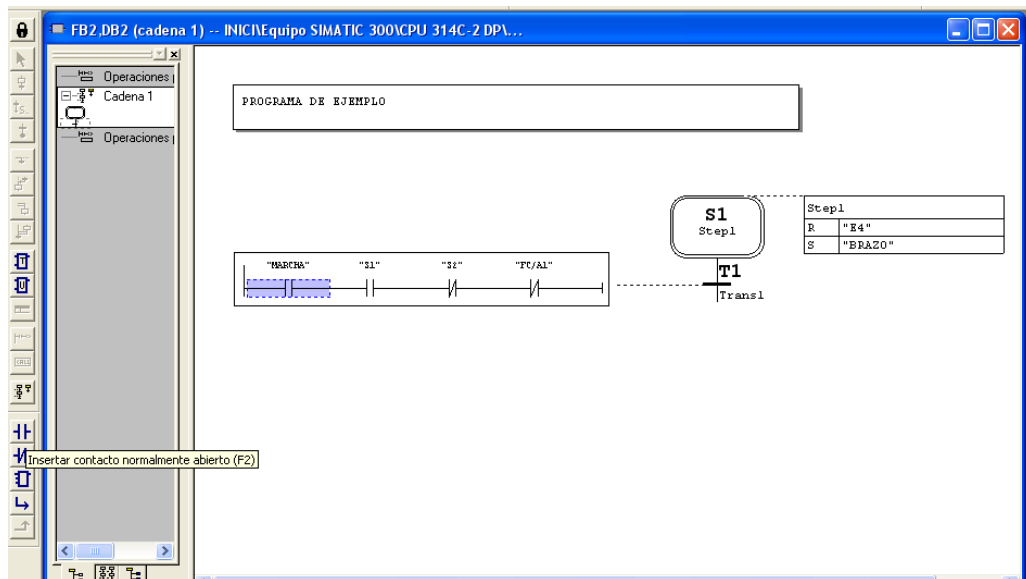 FB2,DB2 (cadena 1) -- INICI\Equipo SIMATIC 300\CPU 314C-2 DP\...
Operaciones p
Cadena 1
Operaciones p
PROGRAMA DE EJEMPLO
S1
Step1
Step1
R "E4"
S "BRAZO"
"MARCHA" "S1" "S2" "FC/A1"
T1
Trans1
Insertar contacto normalmente abierto (F2)
CALL